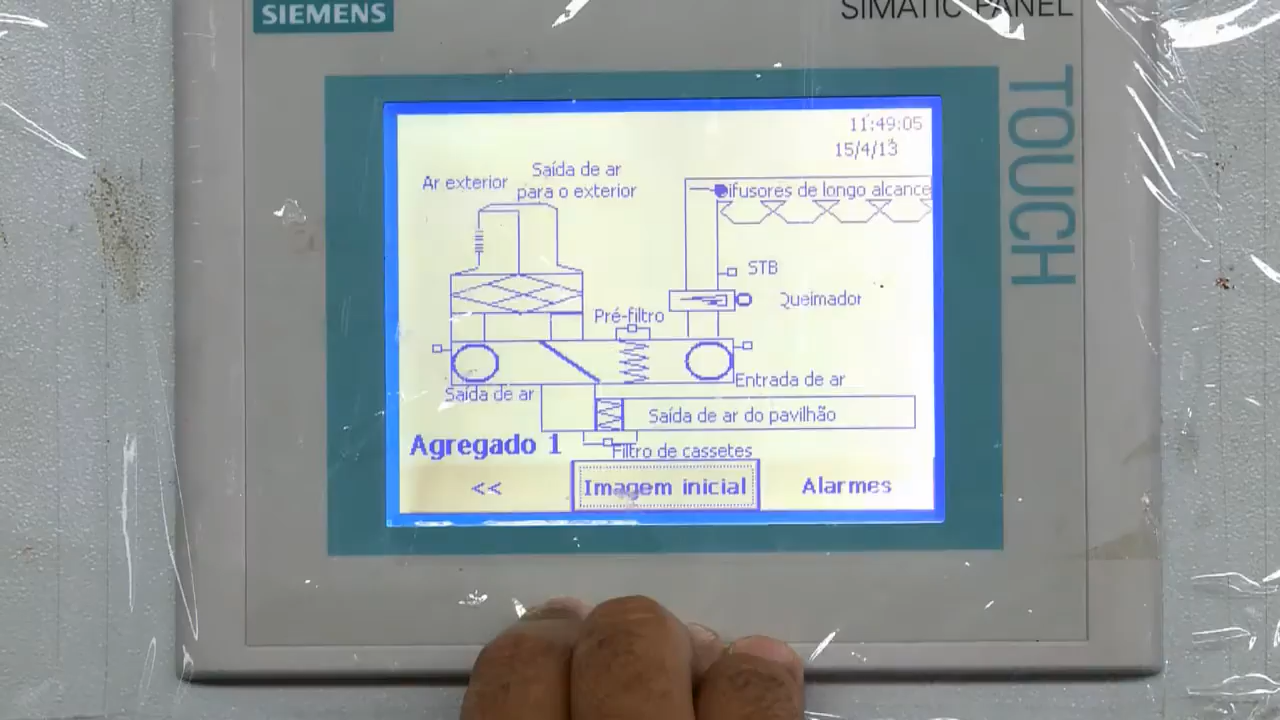 SIEMENS
SIMATIC PANEL
TOUCH
11:49:05
15/4/13
Ar exterior
Saída de ar
para o exterior
ifusores de longo alcance
STB
Queimador
Pré-filtro
Entrada de ar
Saída de ar
Saída de ar do pavilhão
Agregado 1
Filtro de cassetes
<<
Imagem inicial
Alarmes